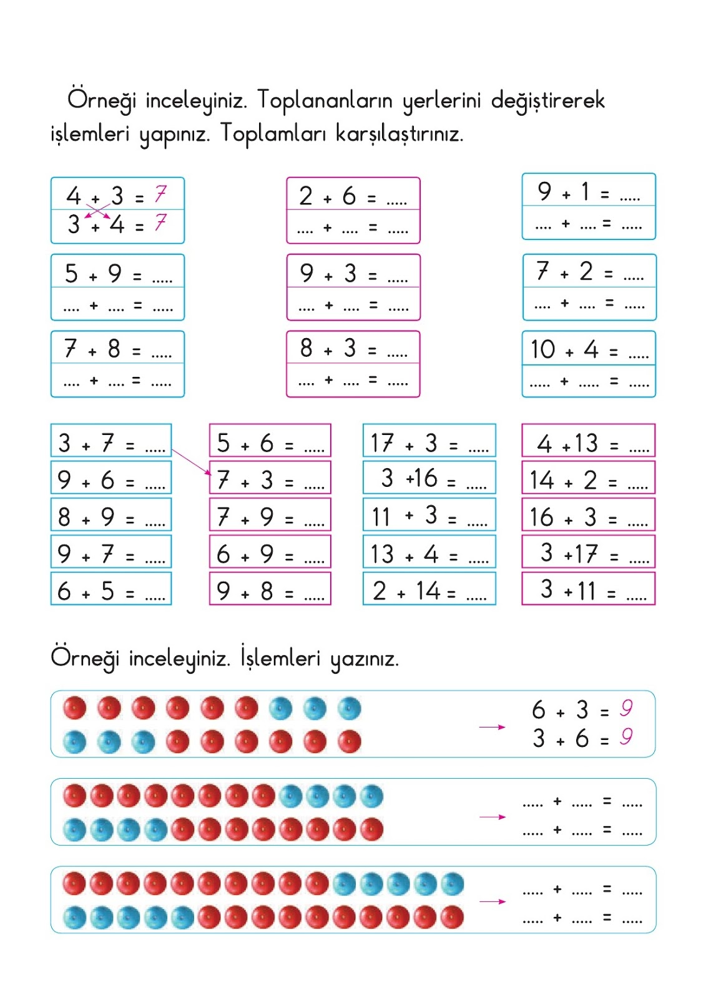 Örneği inceleyiniz. Toplananların yerlerini değiştirerek
işlemleri yapınız. Toplamları karşılaştırınız.
4 + 3 = 7
3 + 4 = 7
2 + 6 = .....
.... + .... = .....
9 + 1 = .....
.... + .... = .....
5 + 9 = .....
.... + .... = .....
9 + 3 = .....
.... + .... = .....
7 + 2 = .....
.... + .... = .....
7 + 8 = .....
.... + .... = .....
8 + 3 = .....
.... + .... = .....
10 + 4 = .....
..... + ..... = .....
3 + 7 = .....
9 + 6 = .....
8 + 9 = .....
9 + 7 = .....
6 + 5 = .....
5 + 6 = .....
7 + 3 = .....
7 + 9 = .....
6 + 9 = .....
9 + 8 = .....
17 + 3 = .....
3 +16 = .....
11 + 3 = .....
13 + 4 = .....
2 + 14 = .....
4 +13 = .....
14 + 2 = .....
16 + 3 = .....
3 +17 = .....
3 +11 = .....
Örneği inceleyiniz. İşlemleri yazınız.
6 + 3 = 9
3 + 6 = 9
..... + ..... = .....
..... + ..... = .....
..... + ..... = .....
..... + ..... = .....